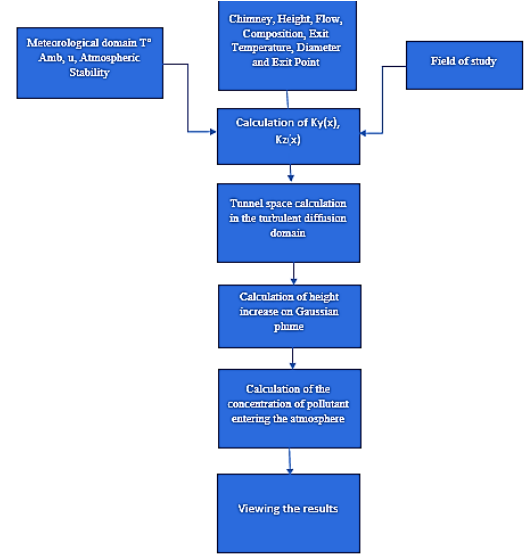 Chimney, Height, Flow,
Composition, Exit
Temperature, Diameter
and Exit Point
Meteorological domain T°
Amb, u, Atmospheric
Stability
Field of study
Calculation of Ky(x),
Kz(x)
Tunnel space calculation
in the turbulent diffusion
domain
Calculation of height
increase on Gaussian
plume
Calculation of the
concentration of pollutant
entering the atmosphere
Viewing the results